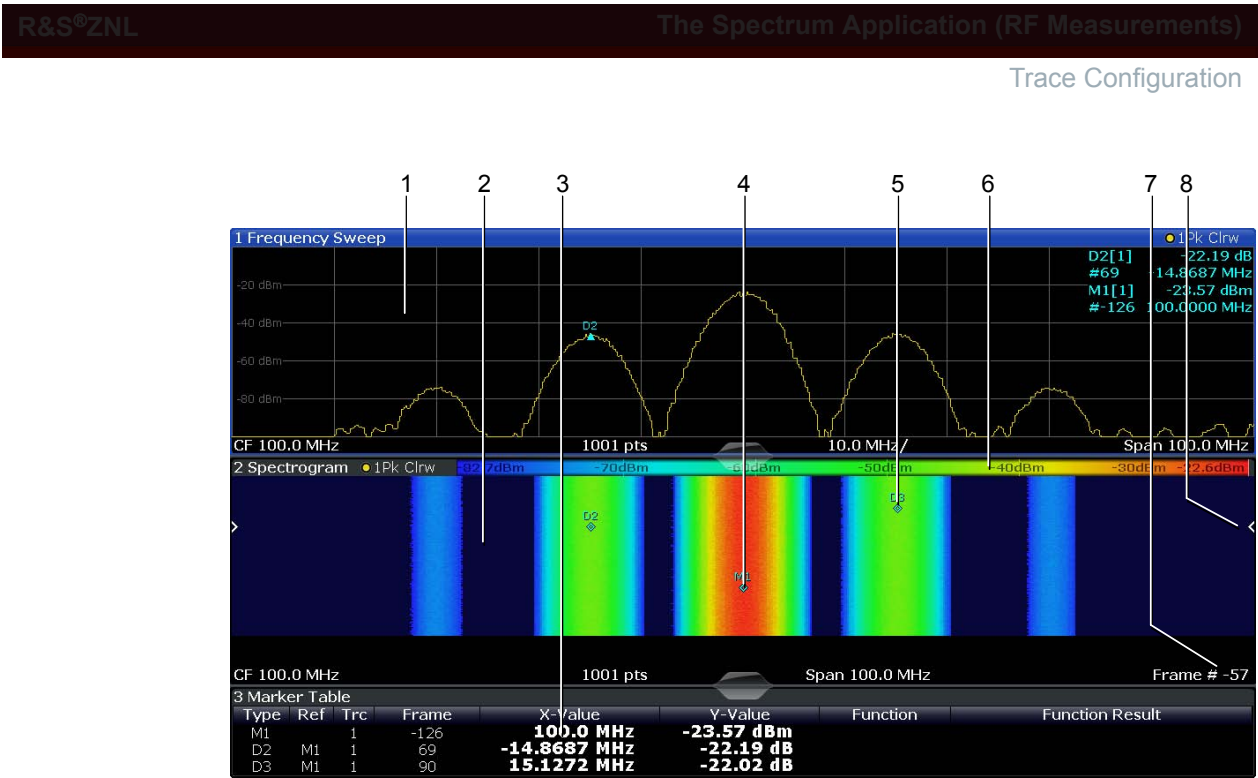 R&S®ZNL
The Spectrum Application (RF Measurements)
Trace Configuration
1 2 3 4 5 6 7 8
1 Frequency Sweep
1Pk Clrw
D2[1] -22.19 dB
#69 -14.8687 MHz
M1[1] -23.57 dBm
#-126 100.0000 MHz
-20 dBm
-40 dBm
-60 dBm
-80 dBm
D2
CF 100.0 MHz 1001 pts 10.0 MHz/ Span 100.0 MHz
2 Spectrogram 1Pk Clrw -82.7dBm -70dBm -60dBm -50dBm -40dBm -30dBm -22.6dBm
D3
D2
M1
CF 100.0 MHz 1001 pts Span 100.0 MHz Frame # -57
3 Marker Table
Type Ref Trc Frame X-Value Y-Value Function Function Result
M1 1 -126 100.0 MHz -23.57 dBm
D2 M1 1 69 -14.8687 MHz -22.19 dB
D3 M1 1 90 15.1272 MHz -22.02 dB